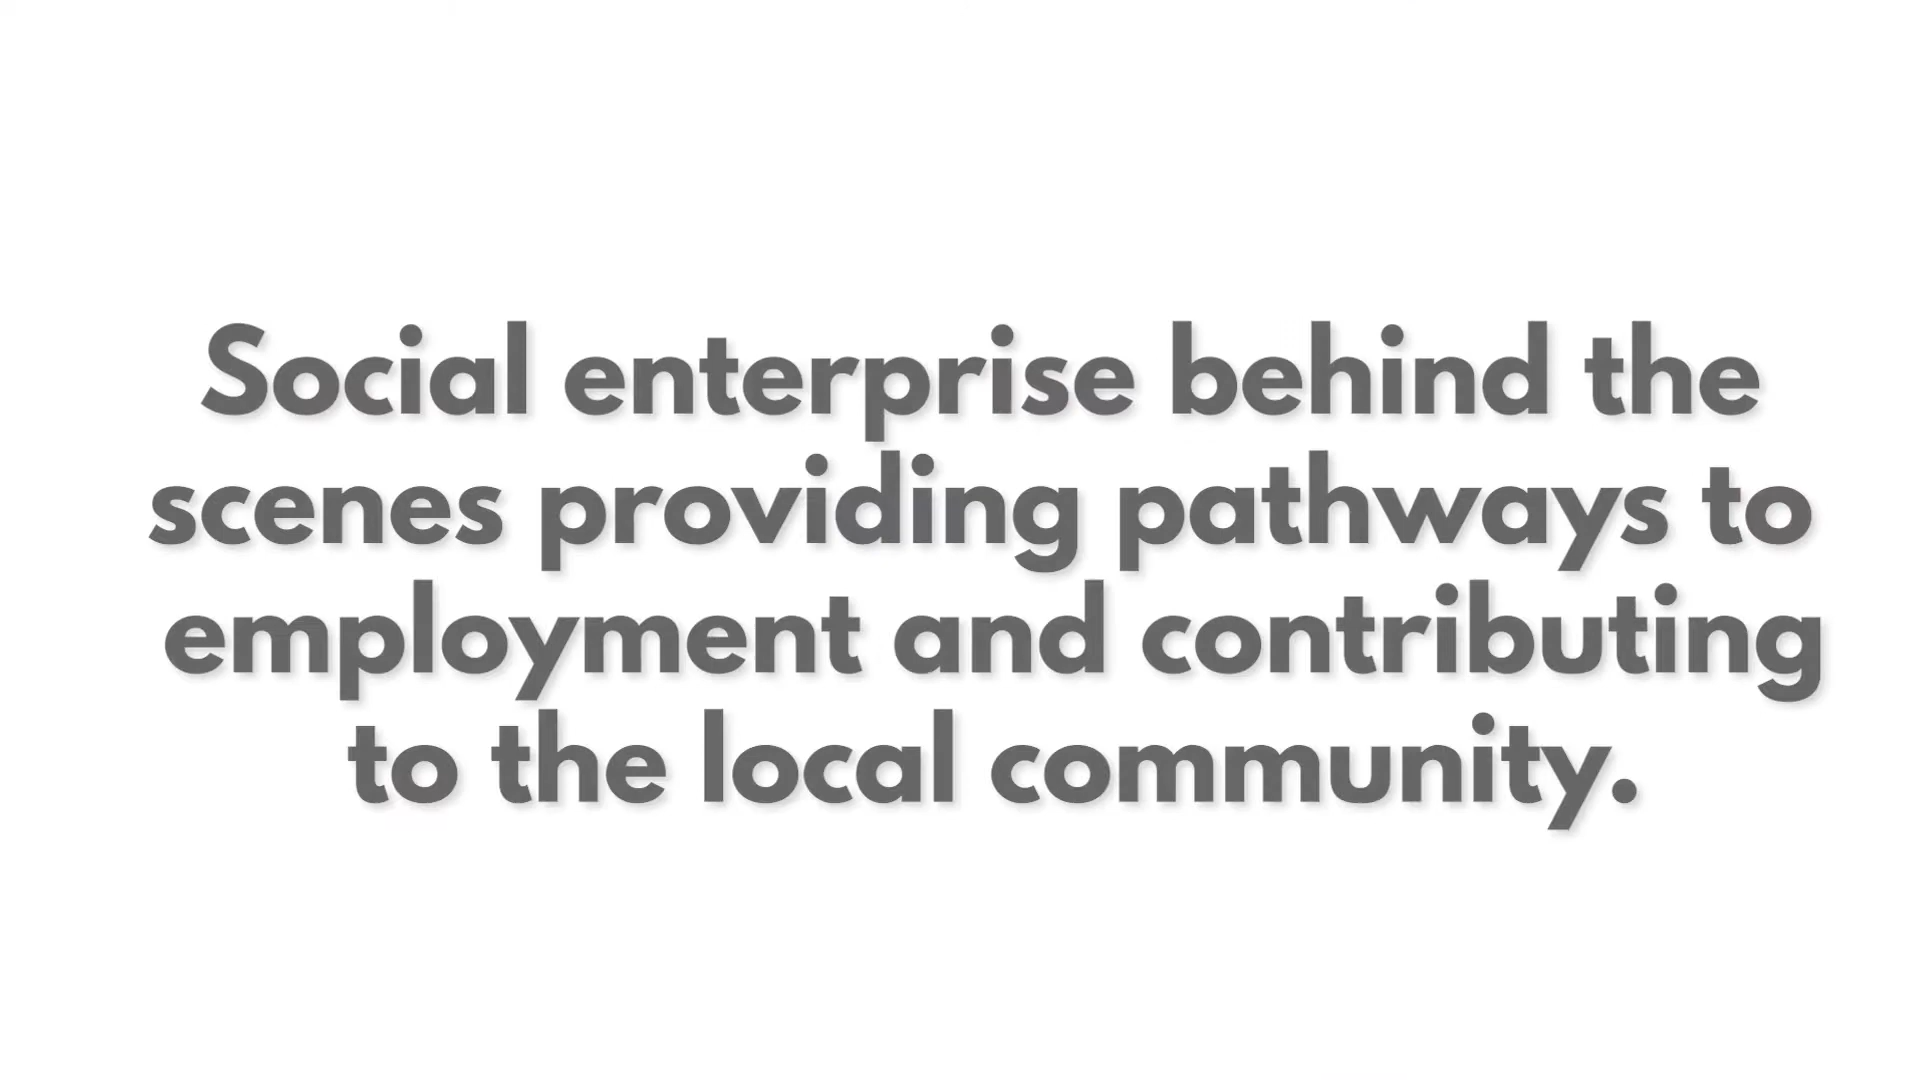 Social enterprise behind the
scenes providing pathways to
employment and contributing
to the local community.